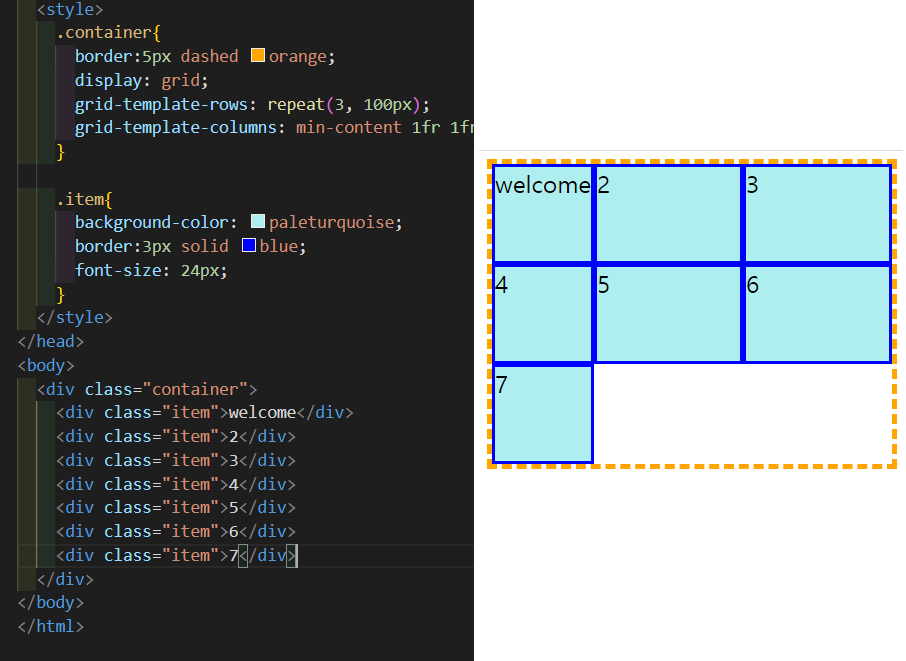 <style>
.container{
border:5px dashed orange;
display: grid;
grid-template-rows: repeat(3, 100px);
grid-template-columns: min-content 1fr 1fr
}
.item{
background-color: paleturquoise;
border:3px solid blue;
font-size: 24px;
}
</style>
</head>
<body>
<div class="container">
<div class="item">welcome</div>
<div class="item">2</div>
<div class="item">3</div>
<div class="item">4</div>
<div class="item">5</div>
<div class="item">6</div>
<div class="item">7</div>
</div>
</body>
</html>
welcome 2 3
4 5 6
7